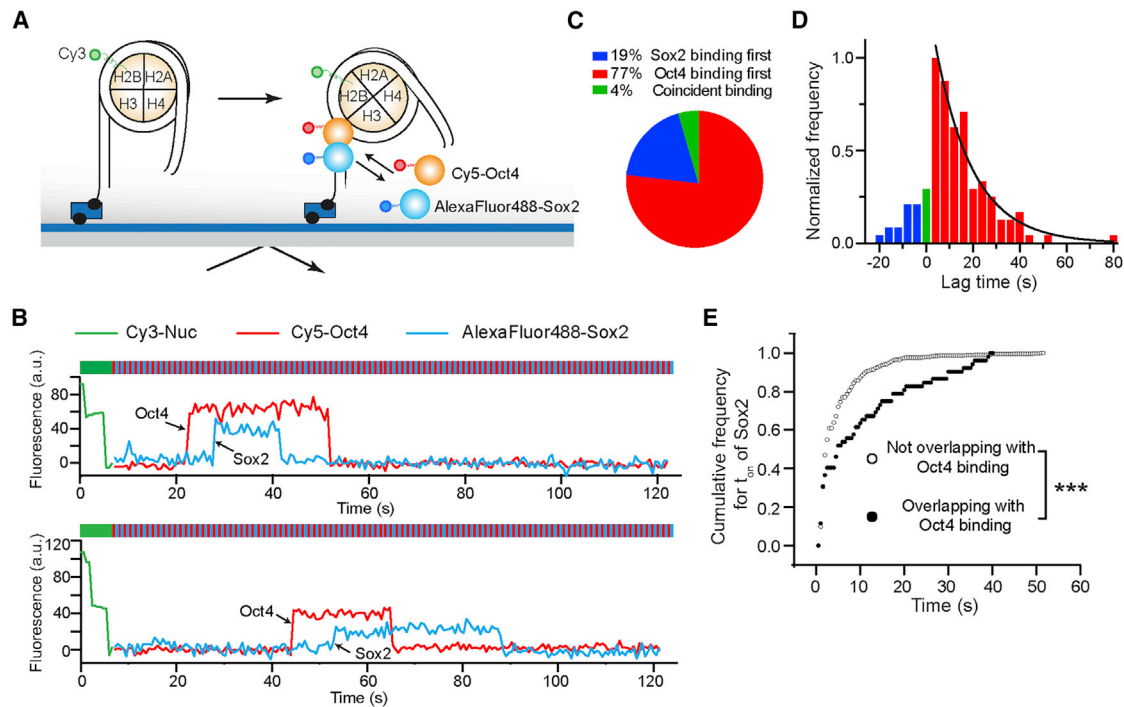 A
Cy3
H2B H2A
H3 H4
H2A
H2B H4
H3
Cy5-Oct4
AlexaFluor488-Sox2
B
Cy3-Nuc
Cy5-Oct4
AlexaFluor488-Sox2
Fluorescence (a.u.)
80
40
0
Oct4
Sox2
0 20 40 60 80 100 120
Time (s)
Fluorescence (a.u.)
120
80
40
0
Oct4
Sox2
0 20 40 60 80 100 120
Time (s)
C
19% Sox2 binding first
77% Oct4 binding first
4% Coincident binding
D
Normalized frequency
1.0
0.5
0.0
-20 0 20 40 60 80
Lag time (s)
E
Cumulative frequency
for ton of Sox2
1.0
0.8
0.6
0.4
0.2
0.0
Not overlapping with
Oct4 binding
***
Overlapping with
Oct4 binding
0 10 20 30 40 50 60
Time (s)